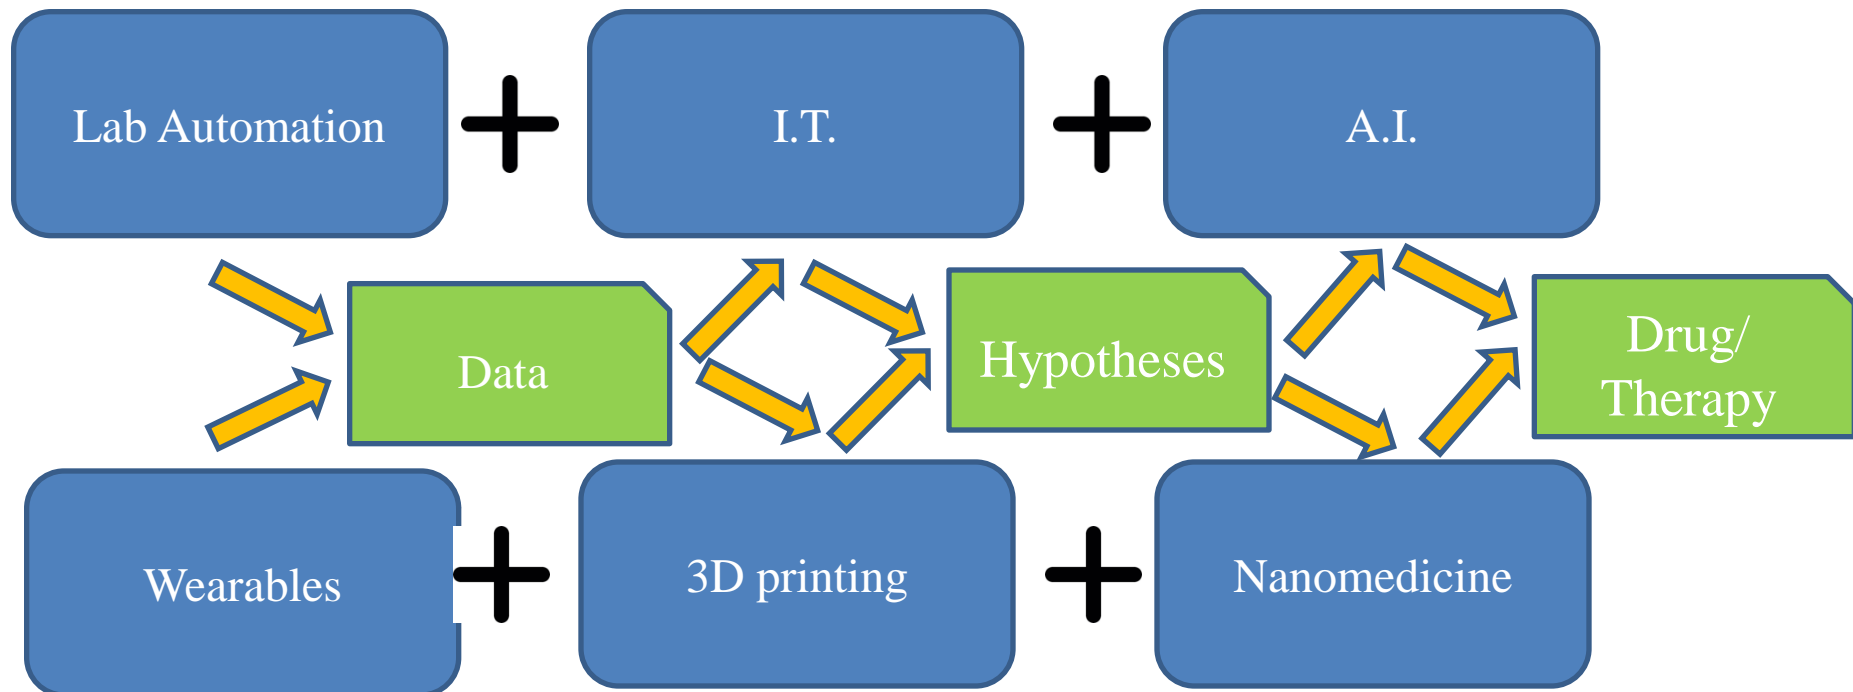 Lab Automation
I.T.
A.I.
Data
Hypotheses
Drug/
Therapy
Wearables
3D printing
Nanomedicine